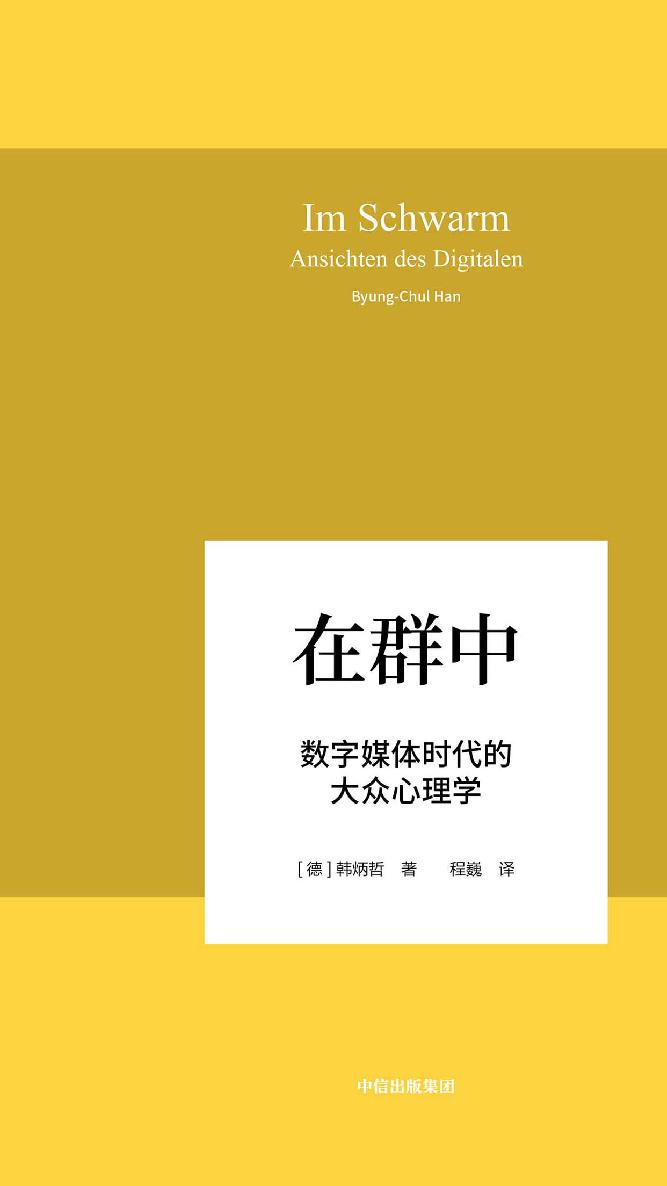 Im Schwarm
Ansichten des Digitalen
Byung-Chul Han
在群中
数字媒体时代的
大众心理学
[ 德 ] 韩炳哲　著　　程巍　译
中信出版集团